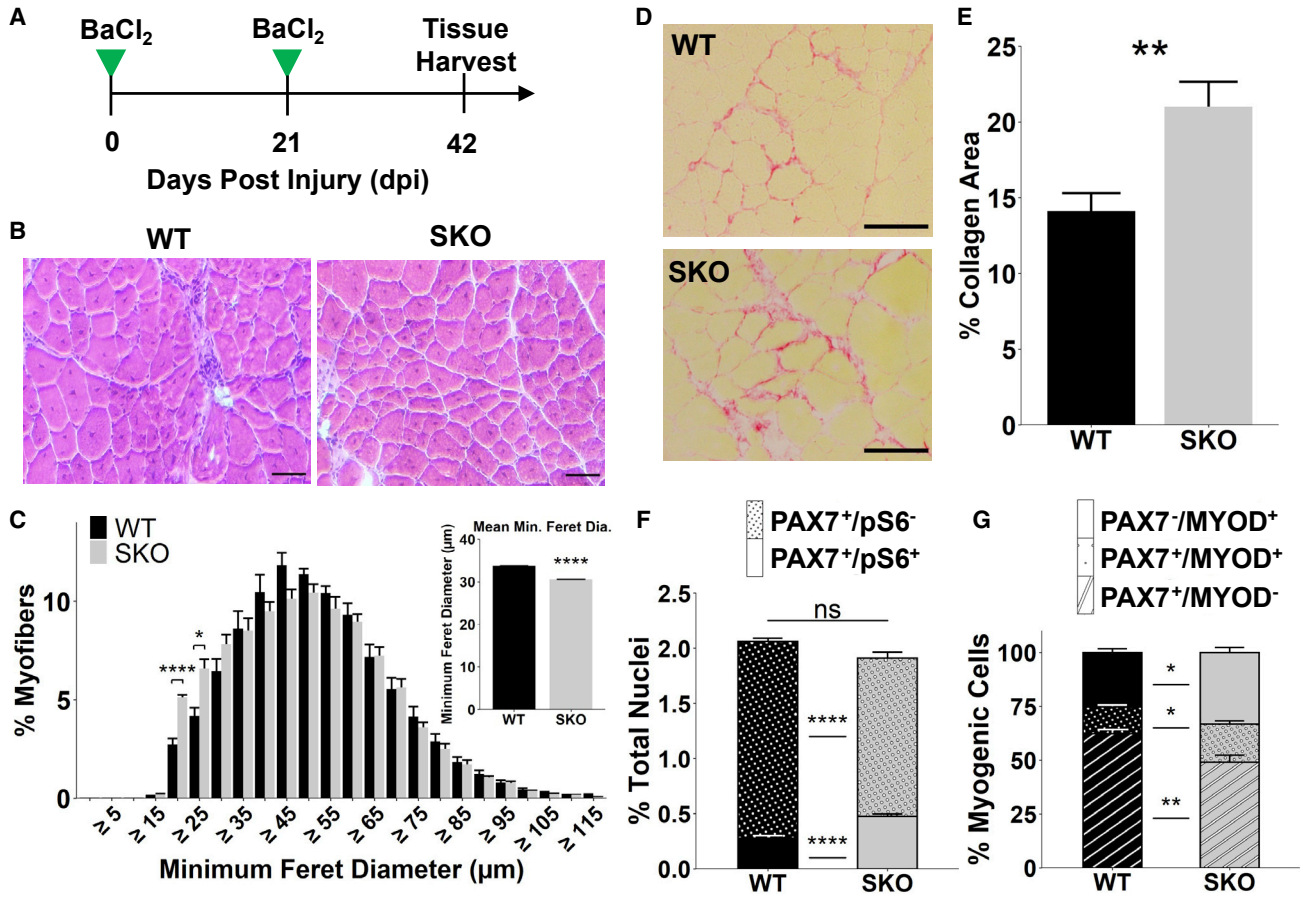 A
BaCl2 BaCl2 Tissue Harvest
0 21 42
Days Post Injury (dpi)
B
WT SKO
C
WT
SKO
% Myofibers
10
5
0
**** *
≥ 5 ≥ 15 ≥ 25 ≥ 35 ≥ 45 ≥ 55 ≥ 65 ≥ 75 ≥ 85 ≥ 95 ≥ 105 ≥ 115
Minimum Feret Diameter (µm)
Mean Min. Feret Dia.
Minimum Feret Diameter (µm)
40
30
20
10
0
****
WT SKO
D
WT
SKO
E
% Collagen Area
25
20
15
10
5
0
**
WT SKO
F
PAX7+/pS6-
PAX7+/pS6+
% Total Nuclei
2.5
2.0
1.5
1.0
0.5
0.0
ns
****
****
WT SKO
G
PAX7-/MYOD+
PAX7+/MYOD+
PAX7+/MYOD-
% Myogenic Cells
100
75
50
25
0
*
*
**
WT SKO